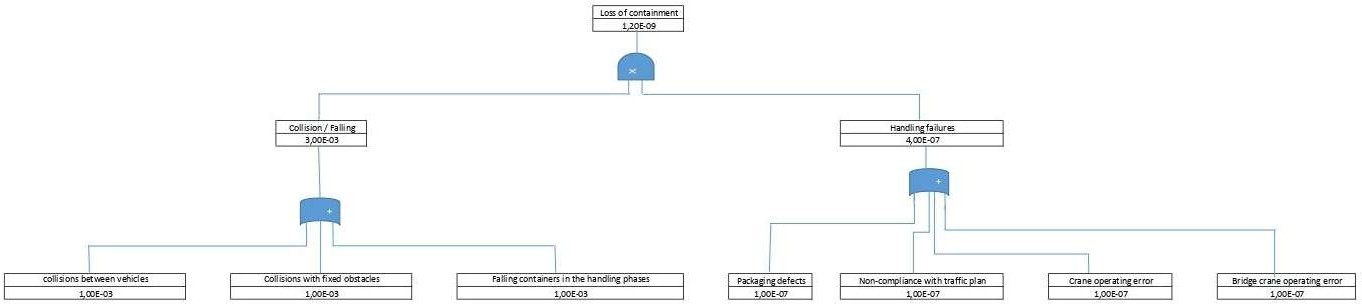 Loss of containment
1,20E-09
×
Collision / Falling
3,00E-03
Handling failures
4,00E-07
+
+
collisions between vehicles
1,00E-03
Collisions with fixed obstacles
1,00E-03
Falling containers in the handling phases
1,00E-03
Packaging defects
1,00E-07
Non-compliance with traffic plan
1,00E-07
Crane operating error
1,00E-07
Bridge crane operating error
1,00E-07